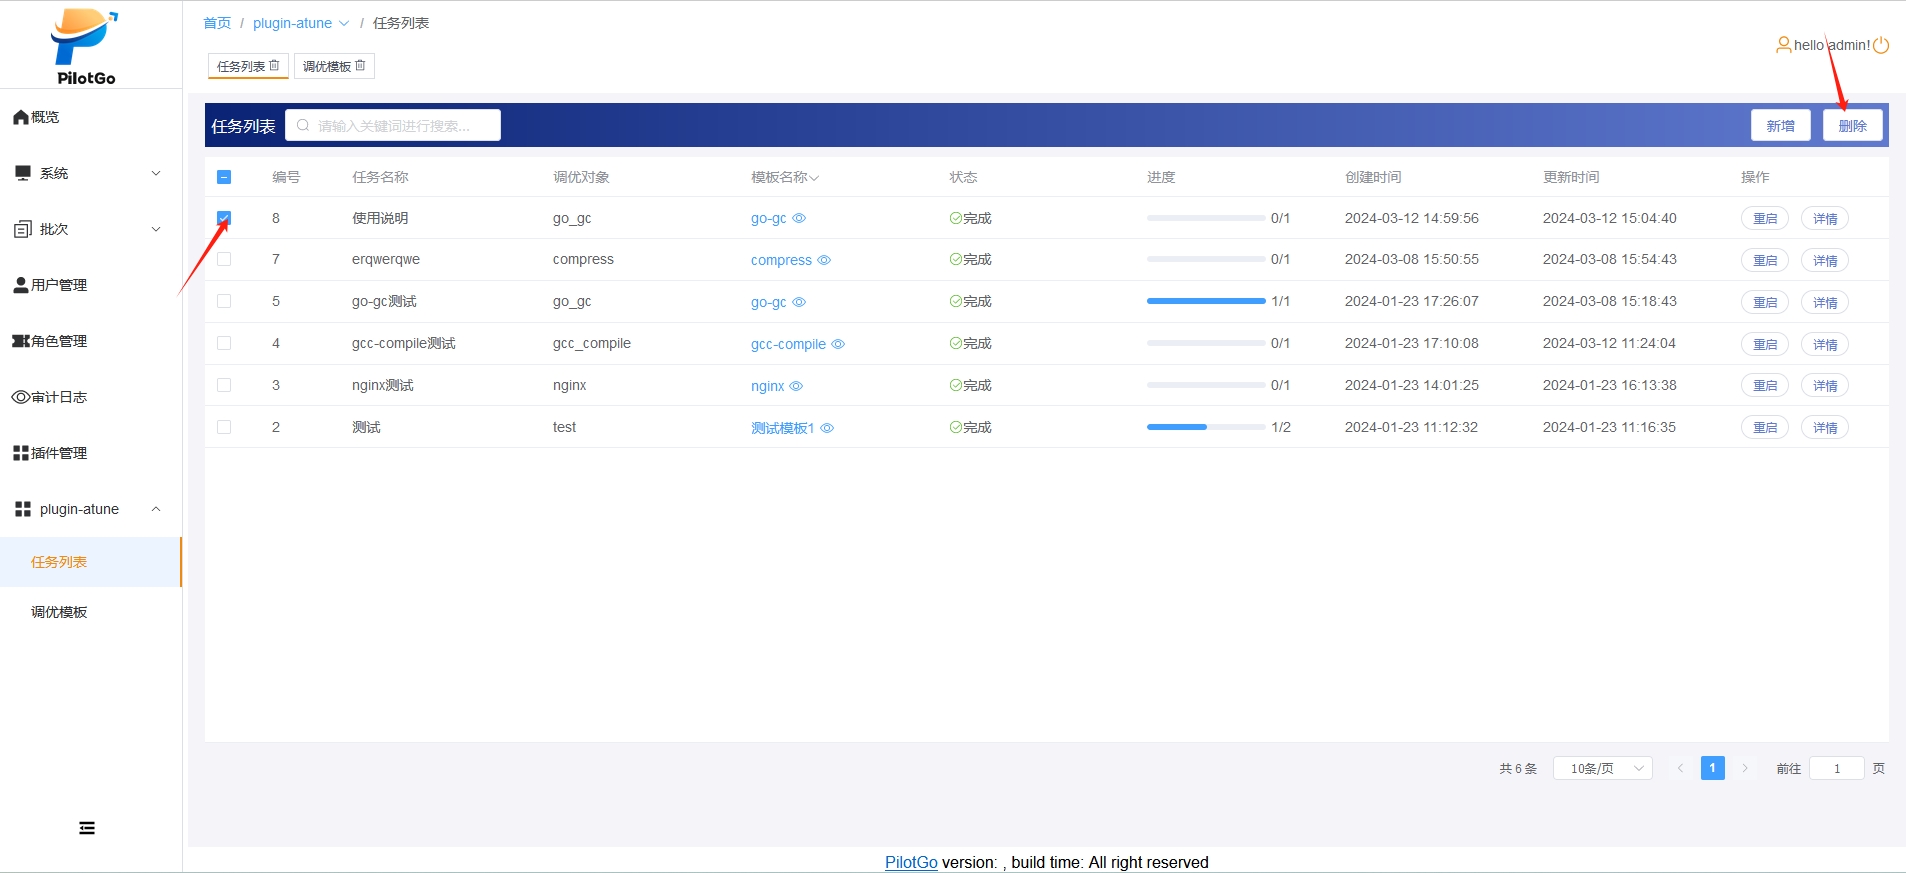 PilotGo
首页 / plugin-atune / 任务列表
hello admin!
任务列表 调优模板
概览
系统
批次
用户管理
角色管理
审计日志
插件管理
plugin-atune
任务列表
调优模板
任务列表 请输入关键词进行搜索... 新增 删除
编号 任务名称 调优对象 模板名称 状态 进度 创建时间 更新时间 操作
8 使用说明 go_gc go-gc 完成 0/1 2024-03-12 14:59:56 2024-03-12 15:04:40 重启 详情
7 erqwerqwe compress compress 完成 0/1 2024-03-08 15:50:55 2024-03-08 15:54:43 重启 详情
5 go-gc测试 go_gc go-gc 完成 1/1 2024-01-23 17:26:07 2024-03-08 15:18:43 重启 详情
4 gcc-compile测试 gcc_compile gcc-compile 完成 0/1 2024-01-23 17:10:08 2024-03-12 11:24:04 重启 详情
3 nginx测试 nginx nginx 完成 0/1 2024-01-23 14:01:25 2024-01-23 16:13:38 重启 详情
2 测试 test 测试模板1 完成 1/2 2024-01-23 11:12:32 2024-01-23 11:16:35 重启 详情
共 6 条 10条/页 1 前往 1 页
PilotGo version: , build time: All right reserved